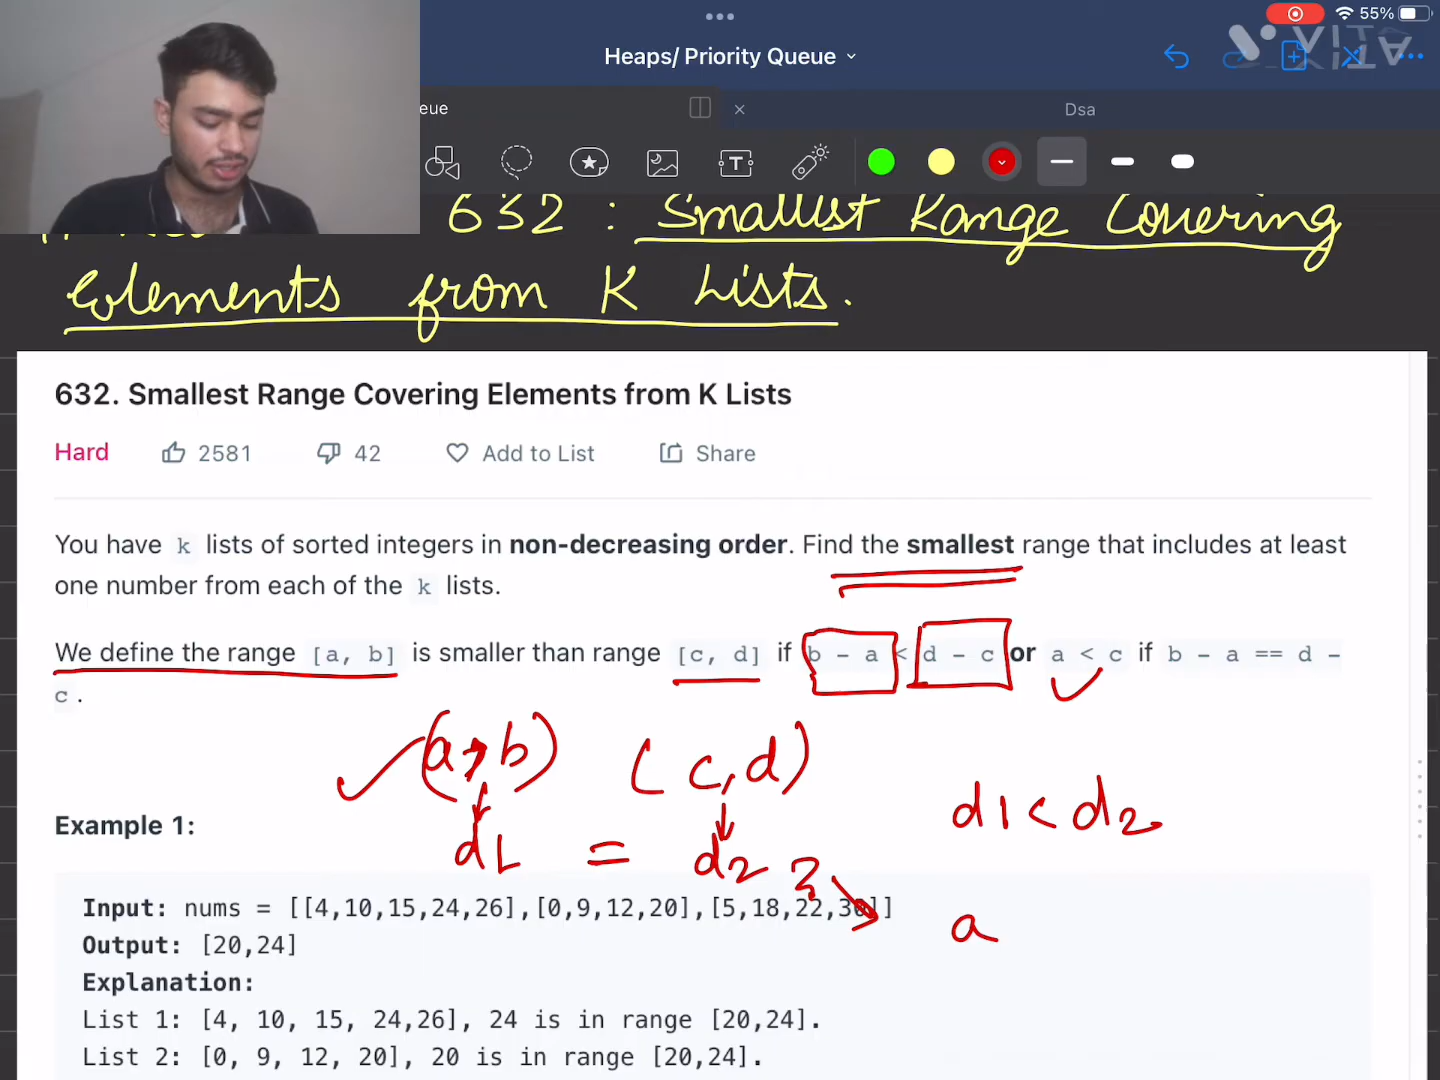 55%
Heaps/ Priority Queue
VITA
eue
Dsa
632 : Smallest Range Covering
Elements from K Lists.
632. Smallest Range Covering Elements from K Lists
Hard 2581 42 Add to List Share
You have k lists of sorted integers in non-decreasing order. Find the smallest range that includes at least
one number from each of the k lists.
We define the range [a, b] is smaller than range [c, d] if b - a < d - c or a < c if b - a == d -
c .
(a, b) (c, d)
d1 < d2
Example 1:
d1 = d2 ?
Input: nums = [[4,10,15,24,26],[0,9,12,20],[5,18,22,30]]
a
Output: [20,24]
Explanation:
List 1: [4, 10, 15, 24,26], 24 is in range [20,24].
List 2: [0, 9, 12, 20], 20 is in range [20,24].